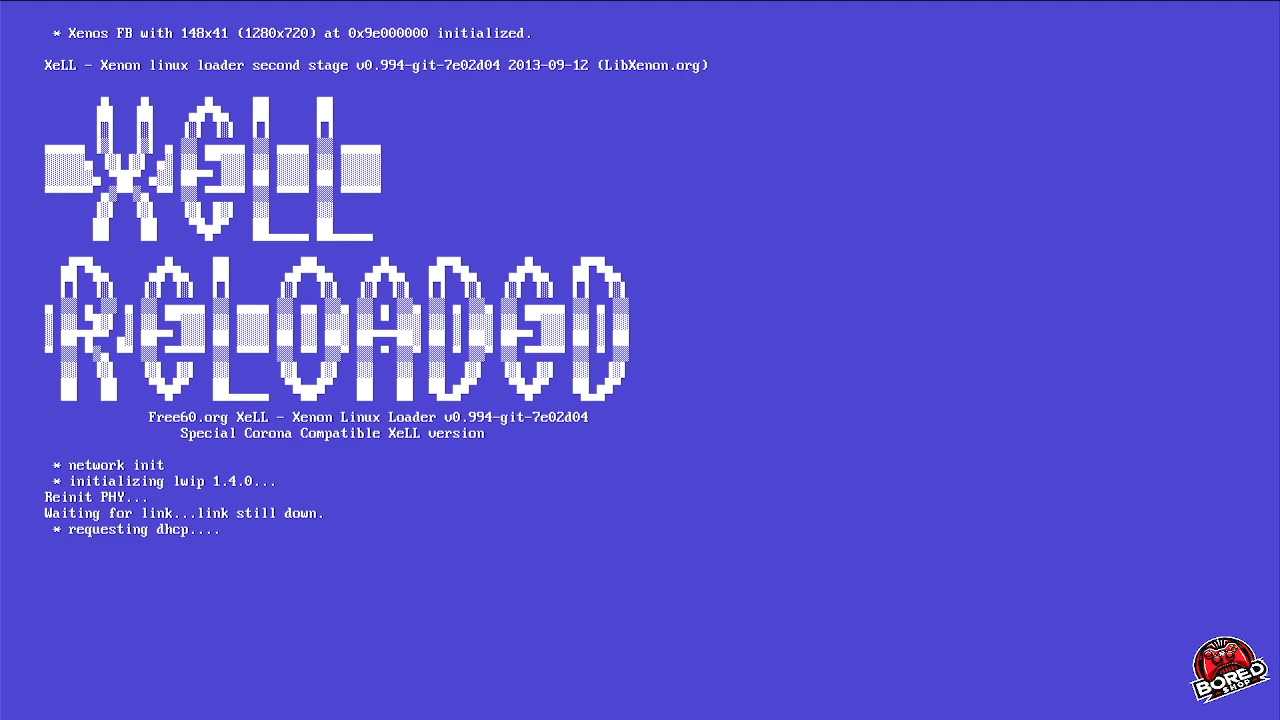 * Xenos FB with 148x41 (1280x720) at 0x9e000000 initialized.
XeLL - Xenon linux loader second stage v0.994-git-7e02d04 2013-09-12 (LibXenon.org)
XeLL
RELOADED
Free60.org XeLL - Xenon Linux Loader v0.994-git-7e02d04
Special Corona Compatible XeLL version
* network init
* initializing lwip 1.4.0...
Reinit PHY...
Waiting for link...link still down.
* requesting dhcp....
BORED
SHOP